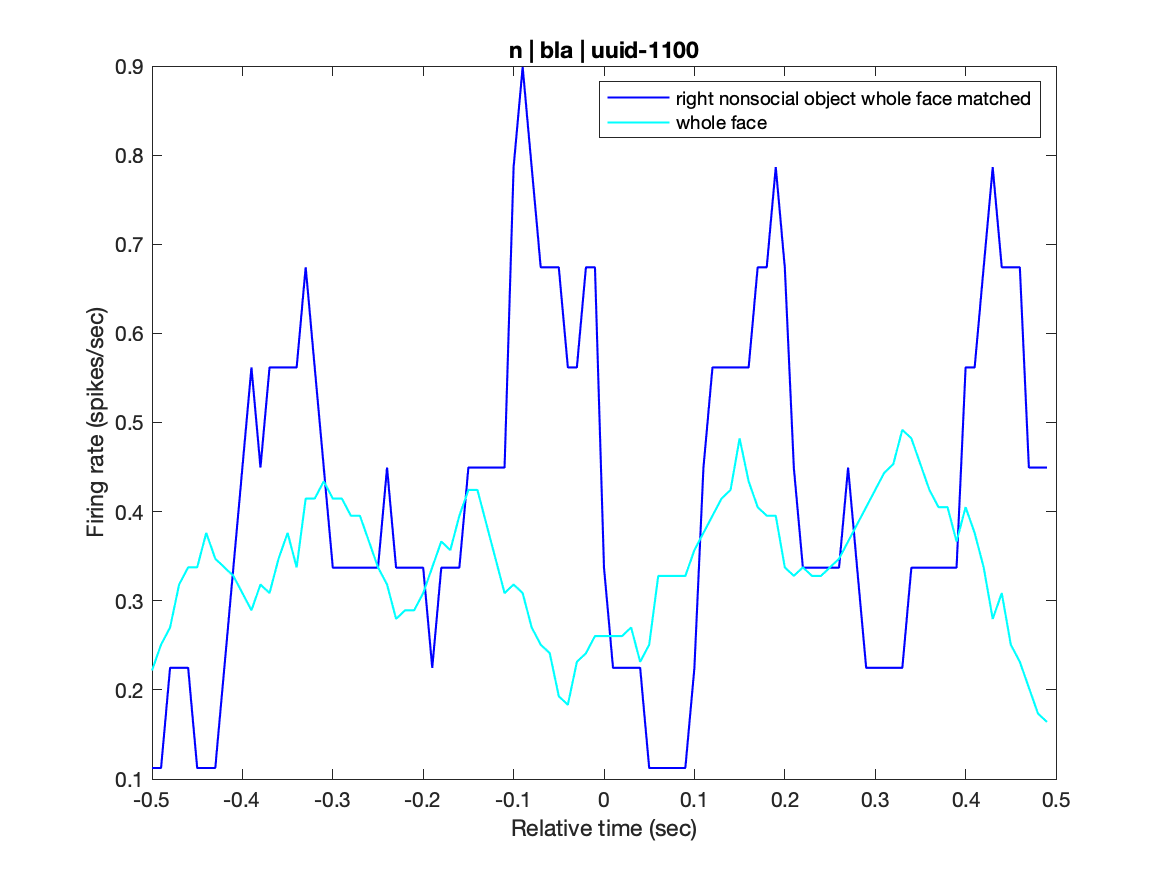 n | bla | uuid-1100
right nonsocial object whole face matched
whole face
Firing rate (spikes/sec)
0.9
0.8
0.7
0.6
0.5
0.4
0.3
0.2
0.1
-0.5 -0.4 -0.3 -0.2 -0.1 0 0.1 0.2 0.3 0.4 0.5
Relative time (sec)